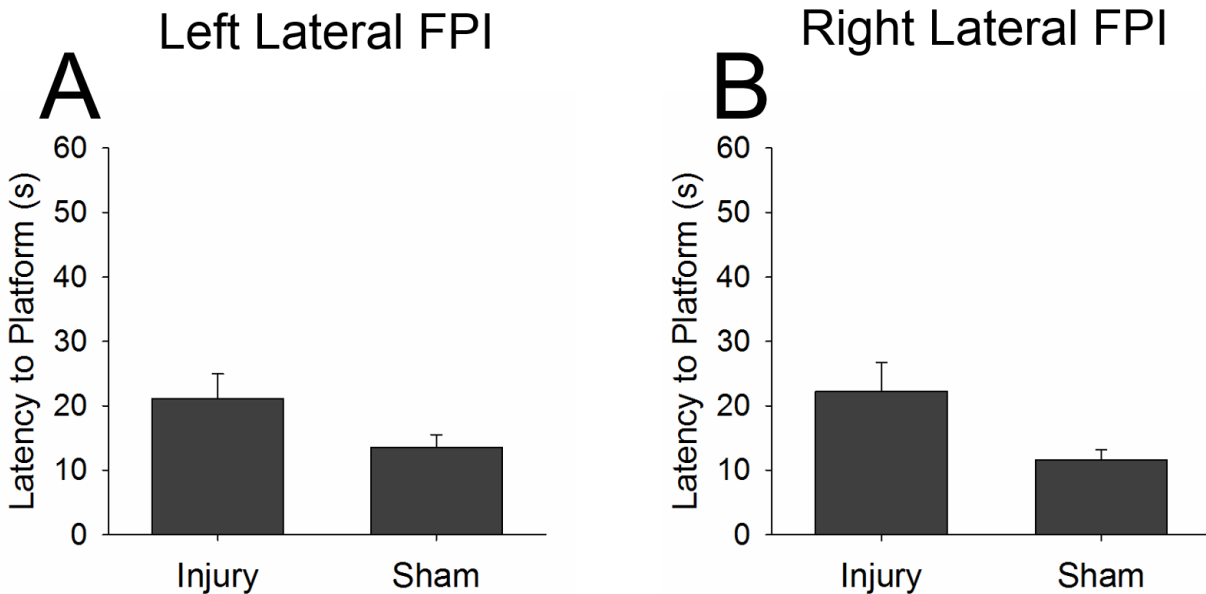 Left Lateral FPI
A
Latency to Platform (s)
60
50
40
30
20
10
0
Injury Sham
Right Lateral FPI
B
Latency to Platform (s)
60
50
40
30
20
10
0
Injury Sham